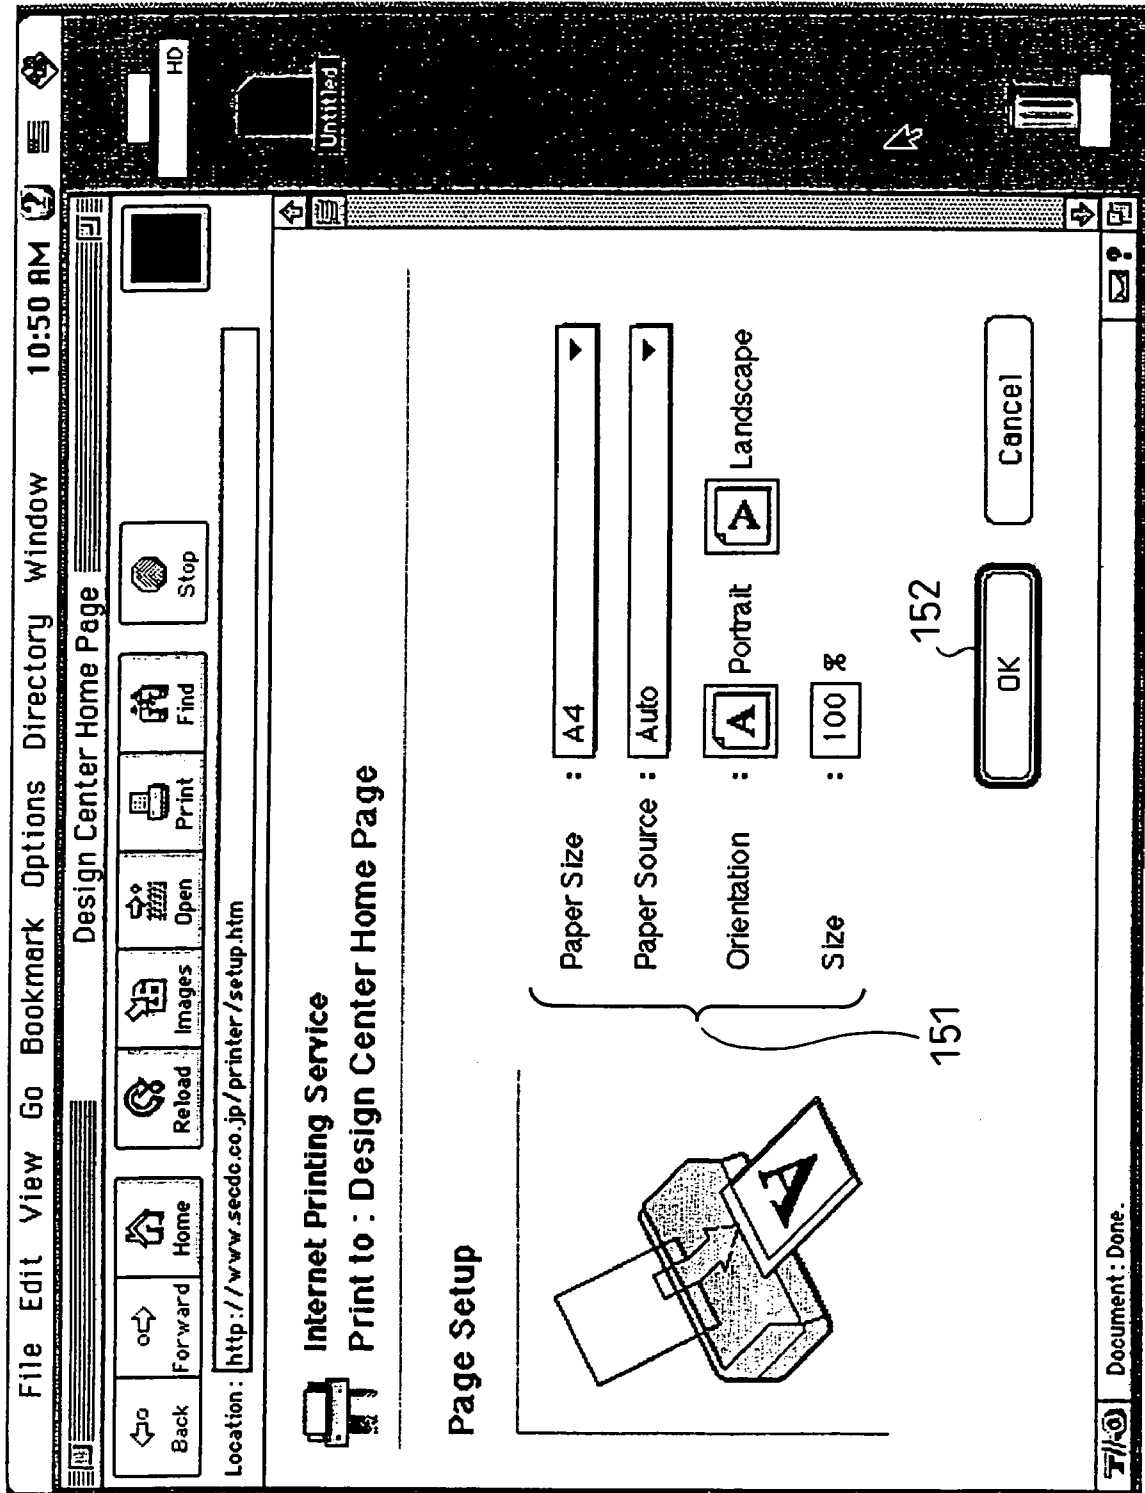 File Edit View Go Bookmark Options Directory Window 10:50 AM ?
Design Center Home Page
Back Forward Home Reload Images Open Print Find Stop
Location: http://www.secdc.co.jp/printer/setup.htm
HD
Untitled
Internet Printing Service
Print to : Design Center Home Page
Page Setup
A
Paper Size : A4
Paper Source : Auto
Orientation : A Portrait A Landscape
Size : 100 %
151
152
OK Cancel
Document: Done.
?